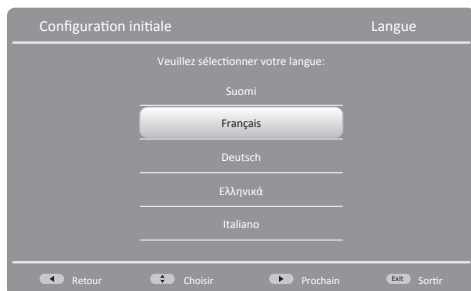 Configuration initiale Langue
Veuillez sélectionner votre langue:
Suomi
Français
Deutsch
Ελληνικά
Italiano
Retour Choisir Prochain Exit Sortir